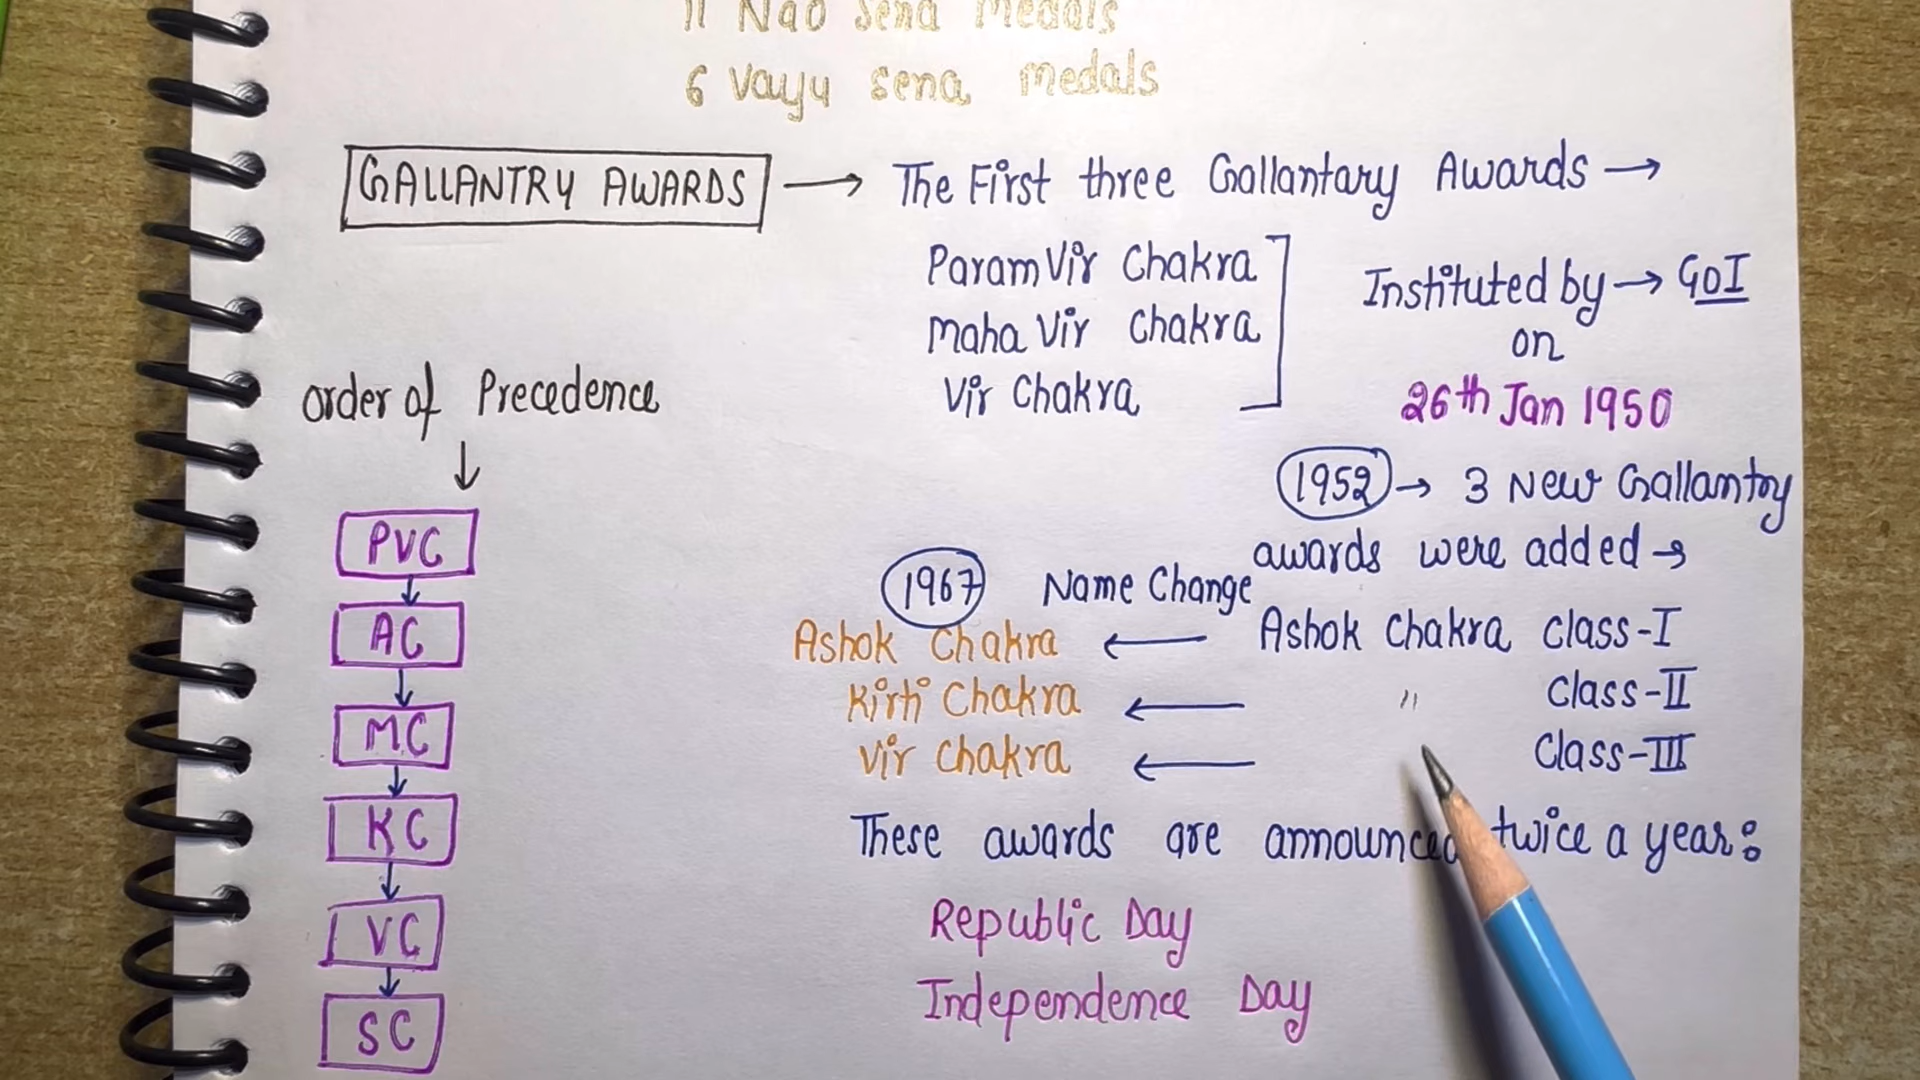 11 Nao Sena Medals
6 Vayu Sena Medals
GALLANTRY AWARDS → The First three Gallantary Awards →
Param Vir Chakra
Maha Vir Chakra
Vir Chakra
Instituted by → GOI
on
26th Jan 1950
Order of Precedence
↓
PVC
AC
MC
KC
VC
SC
1952 → 3 New Gallantry
awards were added →
1967 Name Change
Ashok Chakra ← Ashok Chakra Class-I
Kirti Chakra ← " Class-II
Vir Chakra ← Class-III
These awards are announced twice a year:
Republic Day
Independence Day